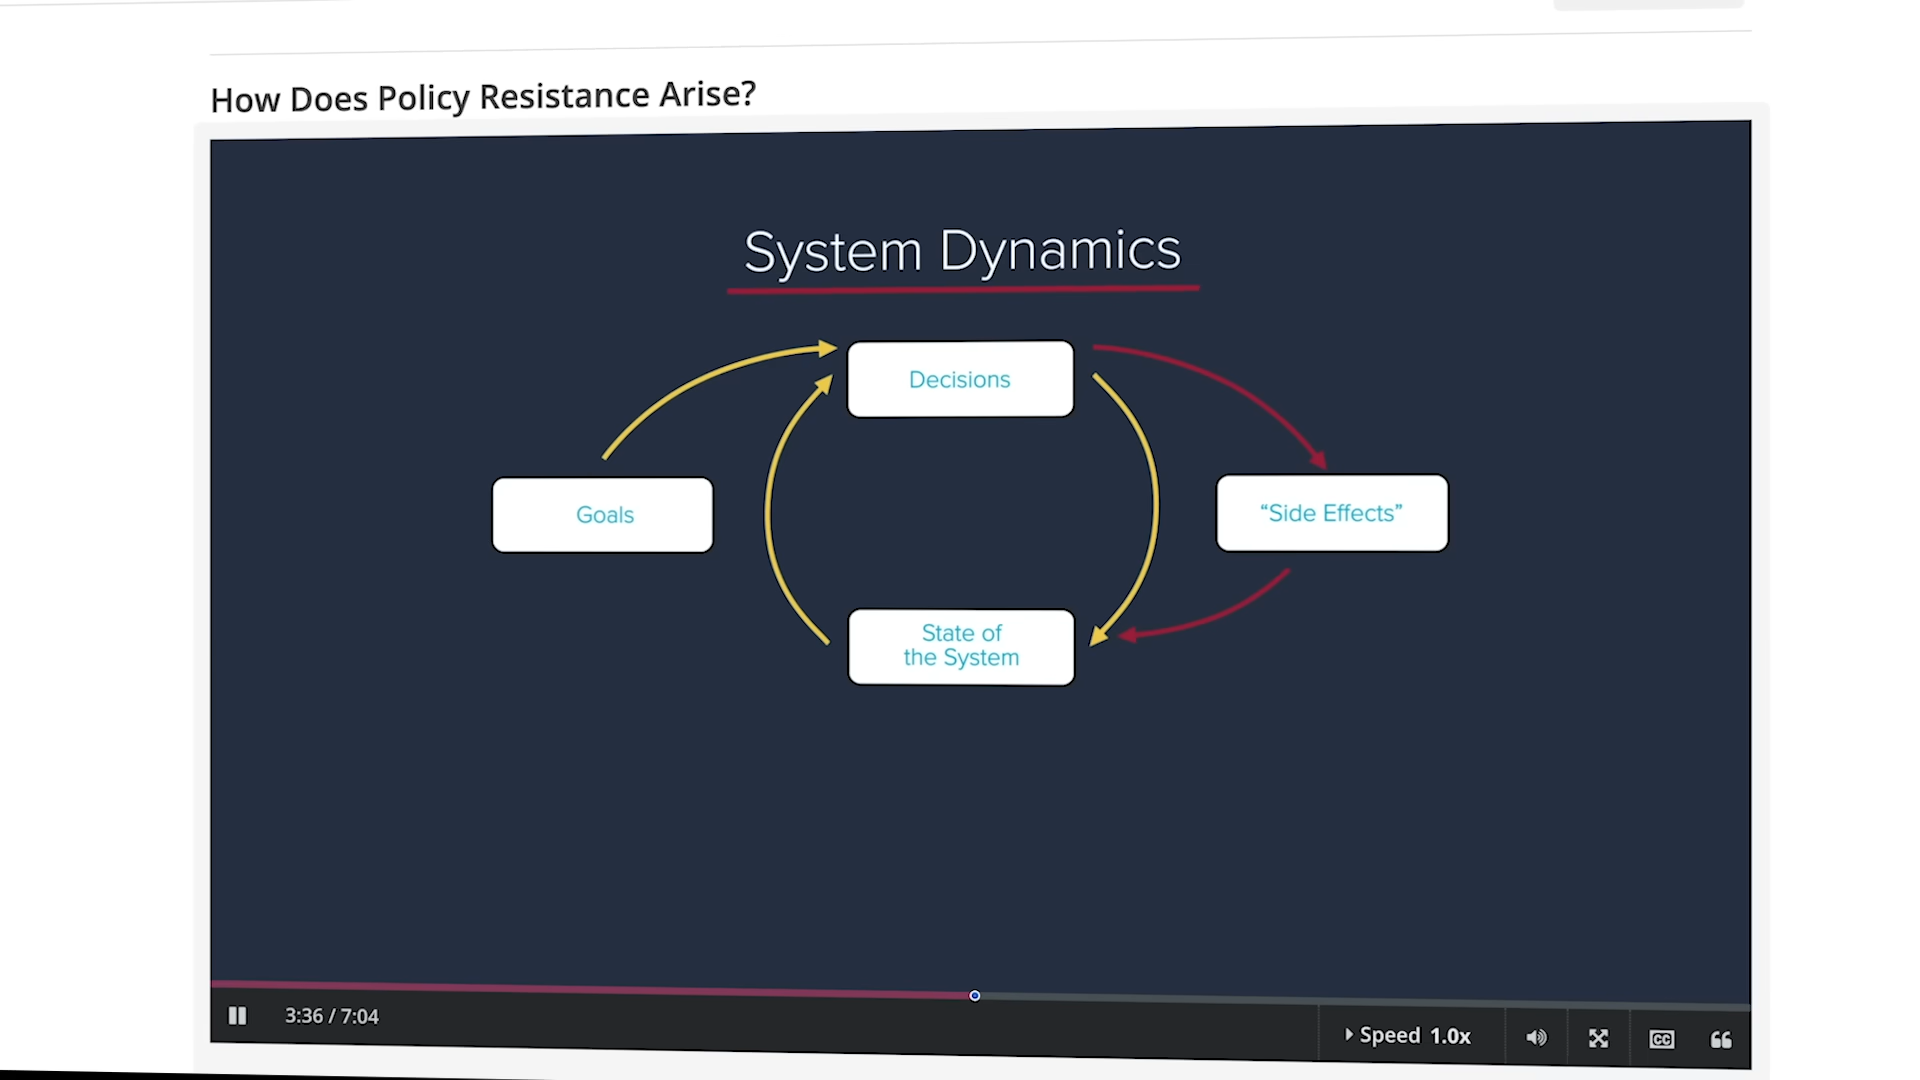 How Does Policy Resistance Arise?
System Dynamics
Decisions
Goals
“Side Effects”
State of
the System
3:36 / 7:04
Speed 1.0x
CC